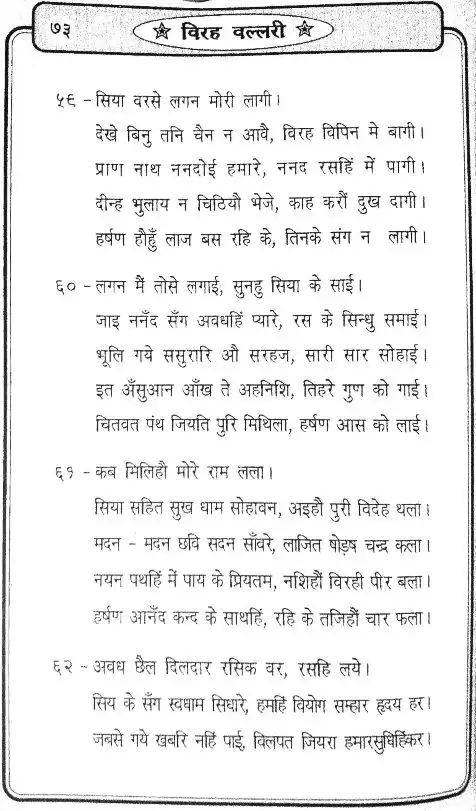 ७३
विरह वल्लरी
५९ - सिया वरसे लगन मोरी लागी।
देखे बिनु तनि चैन न आवै, विरह विपिन मे बागी।
प्राण नाथ ननदोई हमारे, ननद रसहिं में पागी।
दीन्ह भुलाय न चिठियौ भेजे, काह करौं दुख दागी।
हर्षण हौहुँ लाज बस रहि के, तिनके संग न लागी।
६० - लगन मैं तोसे लगाई, सुनहु सिया के साई।
जाइ ननँद सँग अवधहिं प्यारे, रस के सिन्धु समाई।
भूलि गये ससुरारि औ सरहज, सारी सार सोहाई।
इत अँसुआन आँख ते अहनिशि, तिहरे गुण को गाई।
चितवत पंथ जियति पुरि मिथिला, हर्षण आस को लाई।
६१ - कब मिलिहौ मोरे राम लला।
सिया सहित सुख धाम सोहावन, अइहौ पुरी विदेह थला।
मदन - मदन छवि सदन साँवरे, लाजित षोड़ष चन्द्र कला।
नयन पथहिं में पाय के प्रियतम, नशिहौं विरही पीर बला।
हर्षण आनँद कन्द के साथहिं, रहि के तजिहौं चार फला।
६२ - अवध छैल दिलदार रसिक वर, रसहि लये।
सिय के सँग स्वधाम सिधारे, हमहिं वियोग सम्हार हृदय हर।
जबसे गये खबरि नहिं पाई, विलपत जियरा हमारसुधिहिंकर।